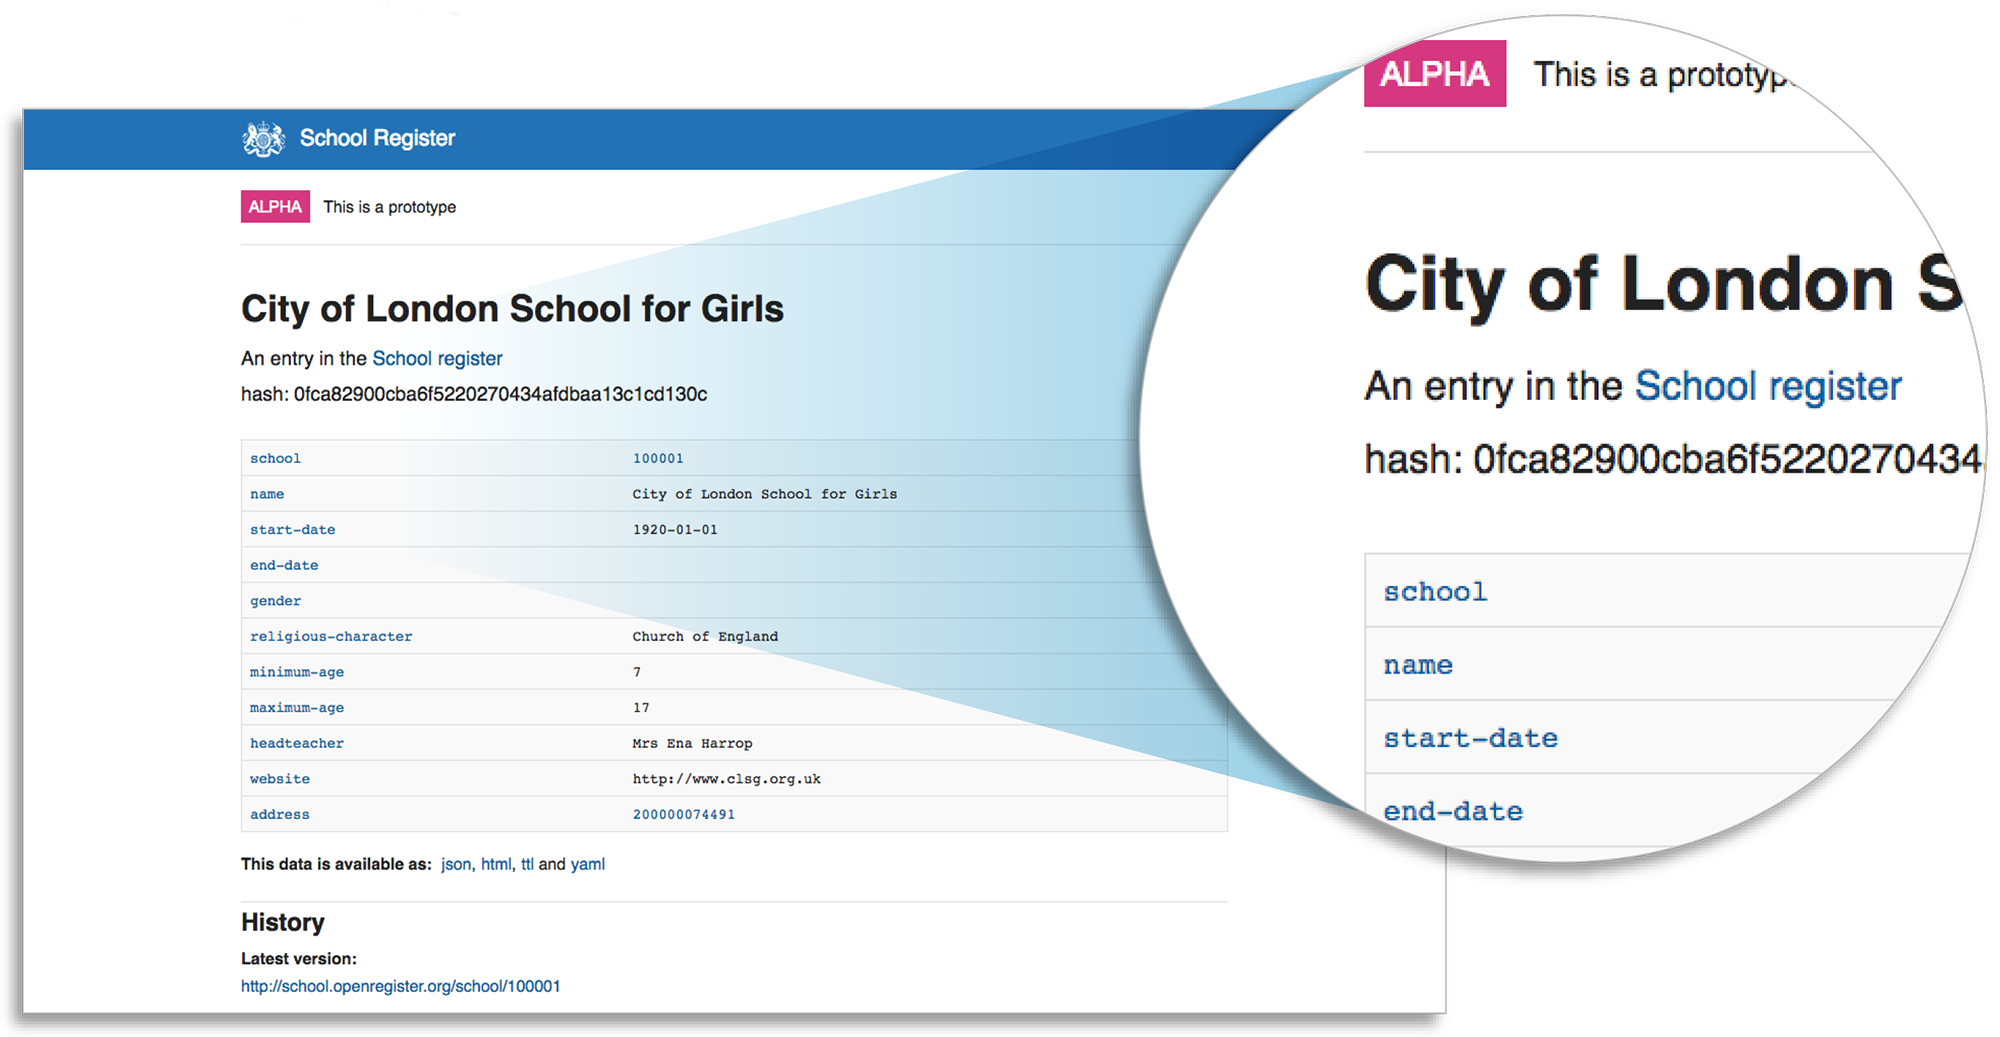 School Register
ALPHA This is a prototype
City of London School for Girls
An entry in the School register
hash: 0fca82900cba6f5220270434afdbaa13c1cd130c
school 100001
name City of London School for Girls
start-date 1920-01-01
end-date
gender
religious-character Church of England
minimum-age 7
maximum-age 17
headteacher Mrs Ena Harrop
website http://www.clsg.org.uk
address 200000074491
This data is available as: json, html, ttl and yaml
History
Latest version:
http://school.openregister.org/school/100001
ALPHA This is a prototyp
City of London S
An entry in the School register
hash: 0fca82900cba6f5220270434
school
name
start-date
end-date